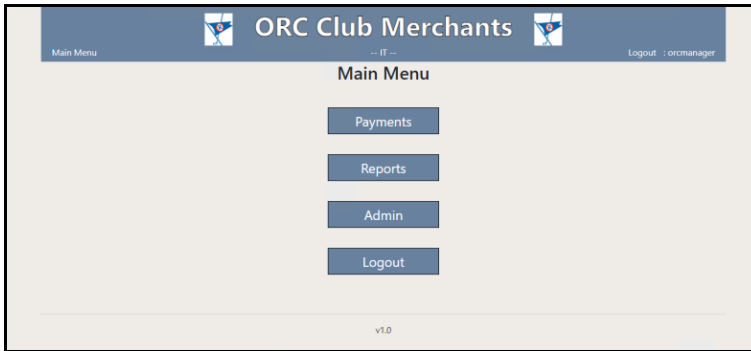 ORC Club Merchants
Main Menu
-- IT --
Logout : orcmanager
Main Menu
Payments
Reports
Admin
Logout
v1.0